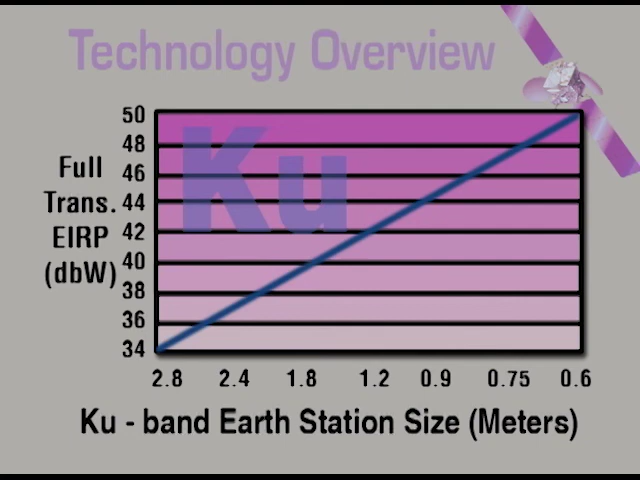 Technology Overview
Ku
50
48
46
44
42
40
38
36
34
Full
Trans.
EIRP
(dbW)
2.8 2.4 1.8 1.2 0.9 0.75 0.6
Ku - band Earth Station Size (Meters)